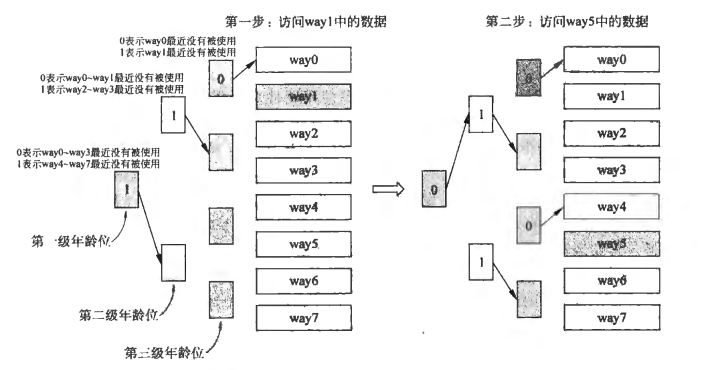 第一步：访问way1中的数据
第二步：访问way5中的数据
0表示way0最近没有被使用
1表示way1最近没有被使用
0表示way0~way1最近没有被使用
1表示way2~way3最近没有被使用
0表示way0~way3最近没有被使用
1表示way4~way7最近没有被使用
0
1
1
第一级年龄位
第二级年龄位
第三级年龄位
way0
way1
way2
way3
way4
way5
way6
way7
0
1
0
0
1
way0
way1
way2
way3
way4
way5
way6
way7